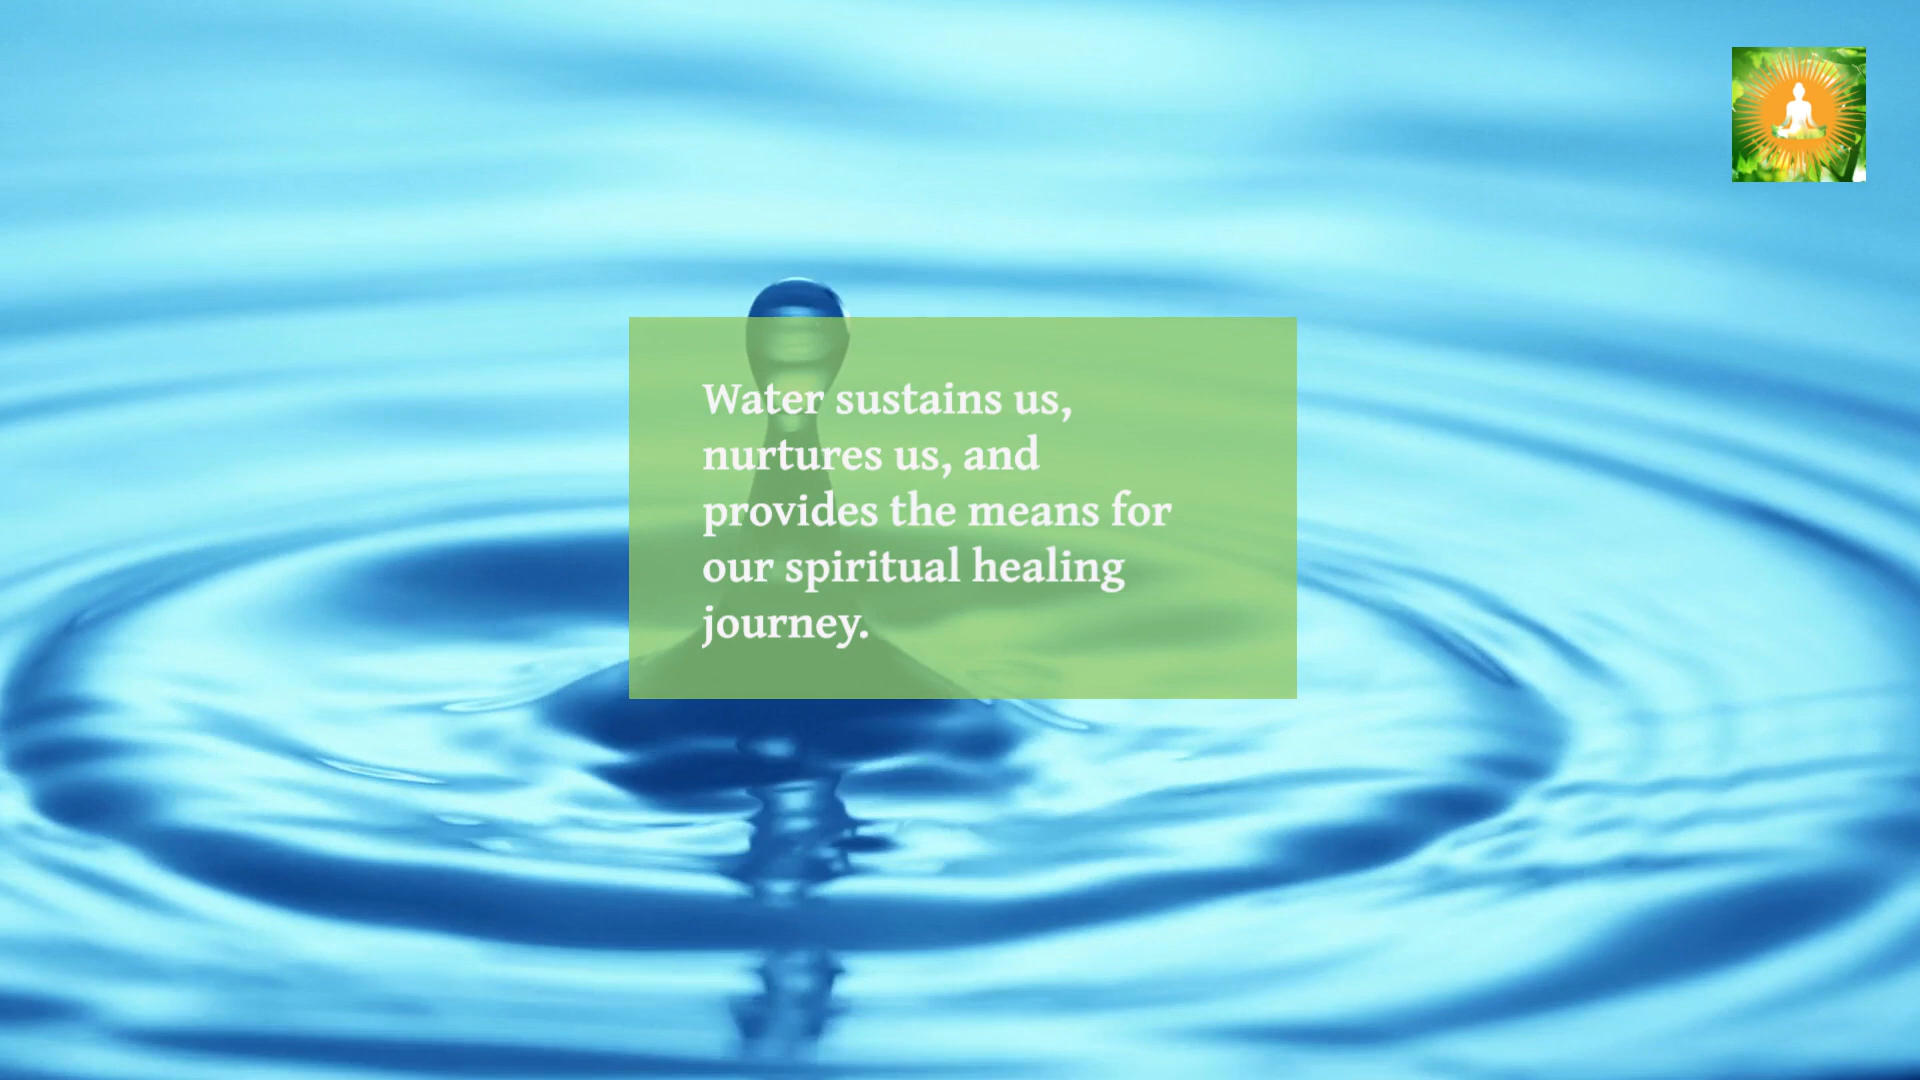 Water sustains us,
nurtures us, and
provides the means for
our spiritual healing
journey.